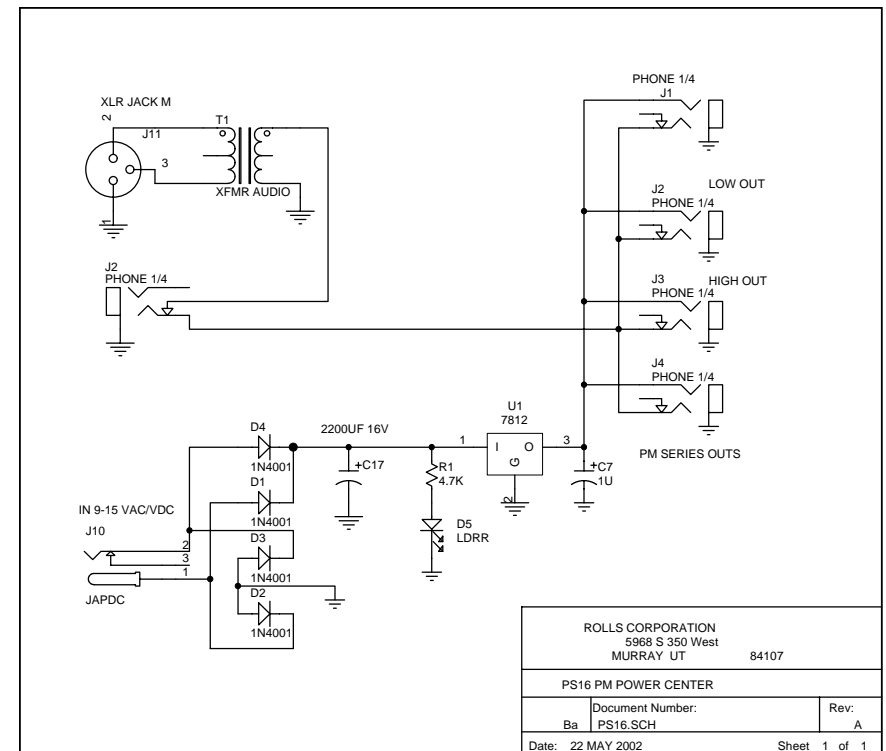 PHONE 1/4
J1
XLR JACK M
2
J11
T1
3
XFMR AUDIO
1
J2
PHONE 1/4
LOW OUT
J2
PHONE 1/4
J3
PHONE 1/4
HIGH OUT
J4
PHONE 1/4
PM SERIES OUTS
D4
1N4001
2200UF 16V
+C17
U1
7812
1
I O
G
3
2
R1
4.7K
+C7
1U
D1
1N4001
IN 9-15 VAC/VDC
J10
2
3
1
JAPDC
D3
1N4001
D2
1N4001
D5
LDRR
ROLLS CORPORATION
5968 S 350 West
MURRAY UT 84107
PS16 PM POWER CENTER
Document Number: Rev:
Ba PS16.SCH A
Date: 22 MAY 2002 Sheet 1 of 1